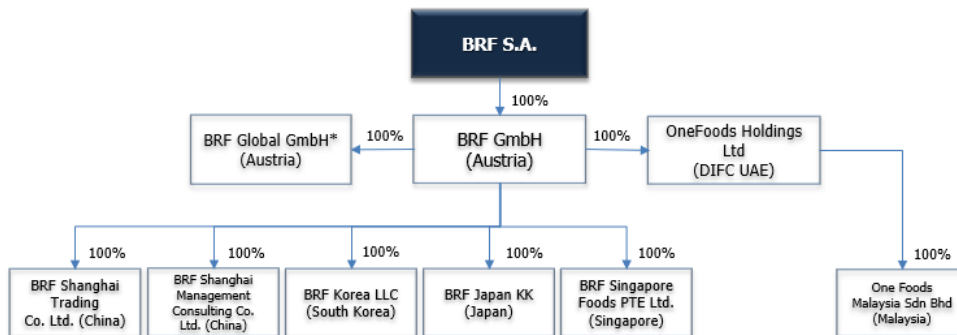 BRF S.A.
100%
BRF Global GmbH*
(Austria)
100%
BRF GmbH
(Austria)
100%
OneFoods Holdings
Ltd
(DIFC UAE)
100%
100%
100%
100%
100%
100%
BRF Shanghai
Trading
Co. Ltd. (China)
BRF Shanghai
Management
Consulting Co.
Ltd. (China)
BRF Korea LLC
(South Korea)
BRF Japan KK
(Japan)
BRF Singapore
Foods PTE Ltd.
(Singapore)
One Foods
Malaysia Sdn Bhd
(Malaysia)